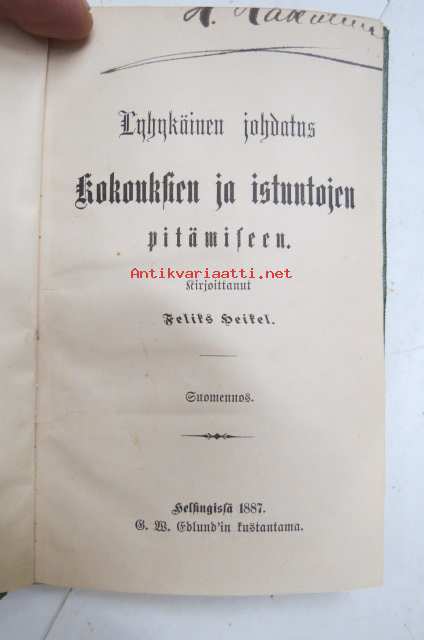 Lyhykäinen johdatus
Kokouksien ja istuntojen
pitämiseen.
Antikvariaatti.net
Kirjoittanut
Feliks Heikel.
Suomennos.
Helsingissä 1887.
G. W. Edlund'in kustantama.